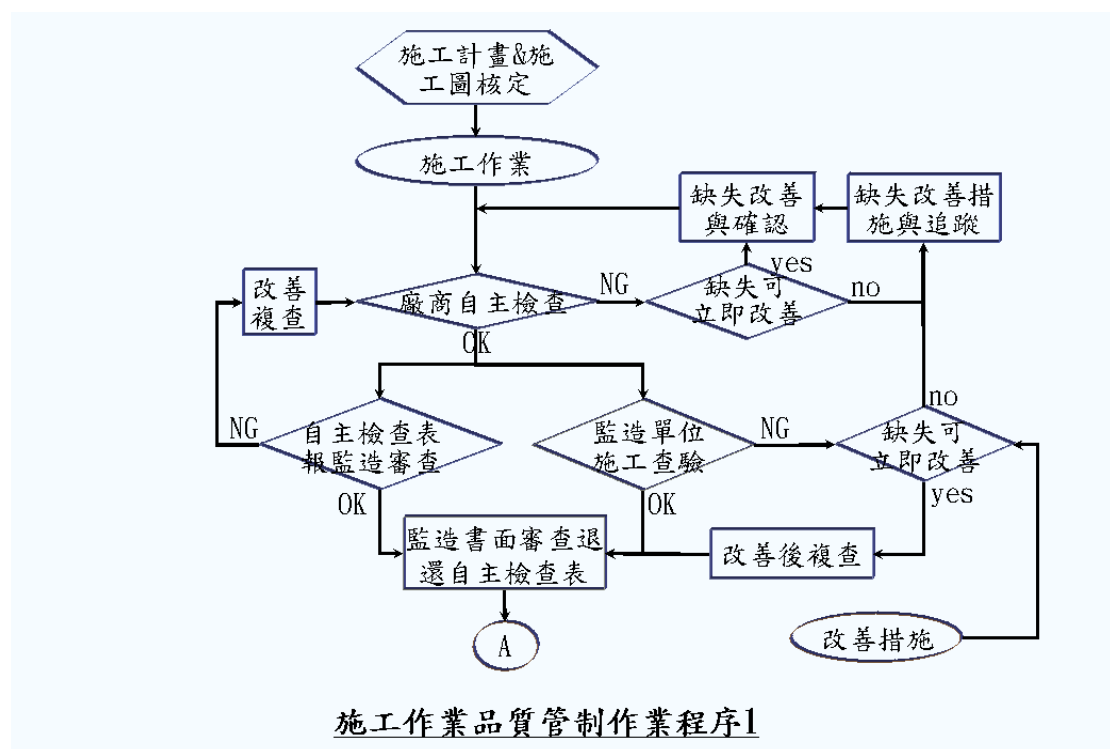 施工計畫&施
工圖核定
施工作業
缺失改善
與確認
缺失改善措
施與追蹤
yes
改善
複查
廠商自主檢查
NG
缺失可
立即改善
no
OK
no
NG
自主檢查表
報監造審查
監造單位
施工查驗
NG
缺失可
立即改善
OK
OK
yes
監造書面審查退
還自主檢查表
改善後複查
A
改善措施
施工作業品質管制作業程序1